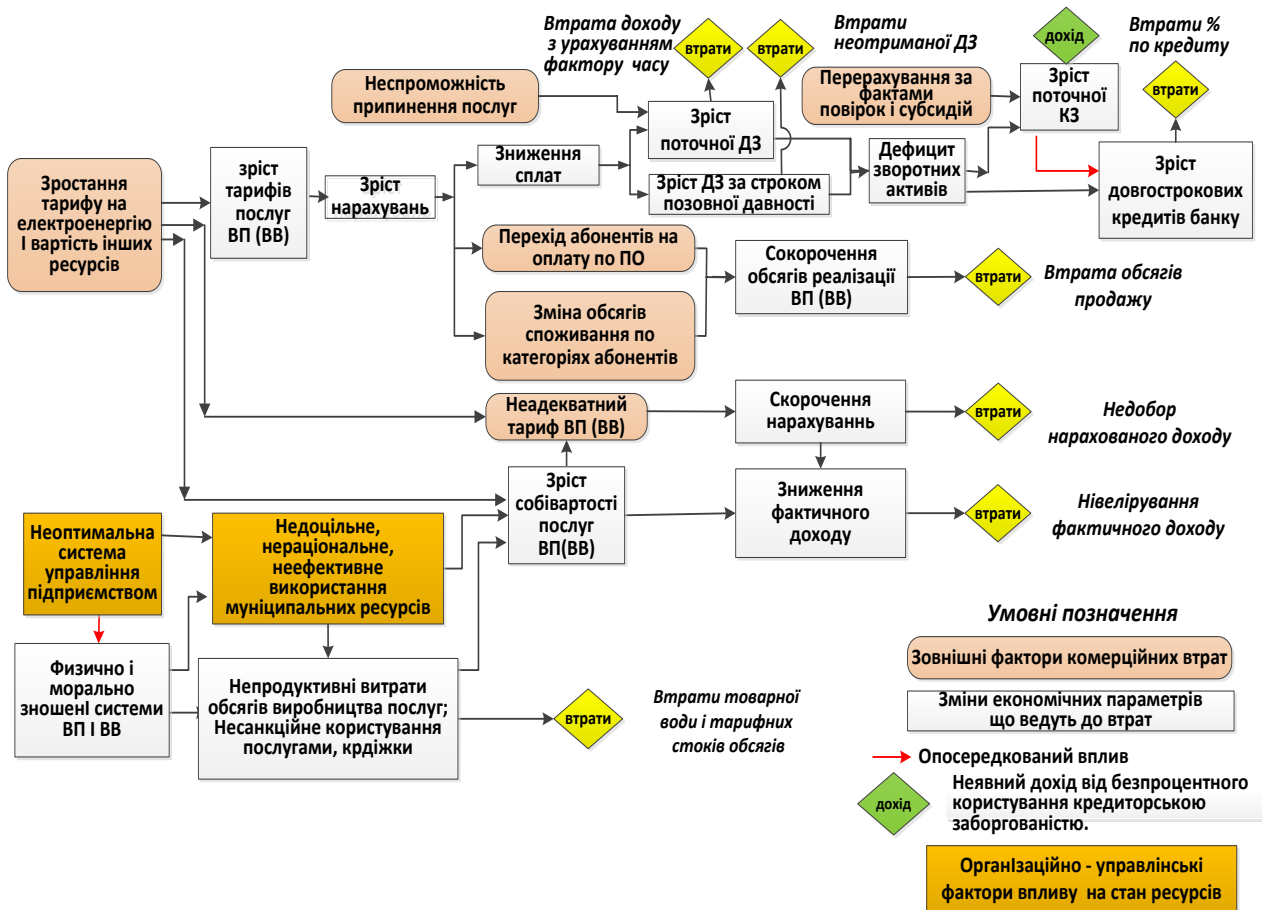 Втрата доходу
з урахуванням
фактору часу
втрати
втрати
Втрати
неотриманої ДЗ
дохід
Втрати %
по кредиту
втрати
Неспроможність
припинення послуг
Перерахування за
фактами
повірок і субсидій
Зріст
поточної
КЗ
Зріст
поточної ДЗ
Зростання
тарифу на
електроенергію
І вартість інших
ресурсів
зріст
тарифів
послуг
ВП (ВВ)
Зріст
нарахувань
Зниження
сплат
Зріст ДЗ за строком
позовної давності
Дефицит
зворотних
активів
Зріст
довгострокових
кредитів банку
Перехід абонентів на
оплату по ПО
Сокорочення
обсягів реалізації
ВП (ВВ)
втрати
Втрата обсягів
продажу
Зміна обсягів
споживання по
категоріях абонентів
Неадекватний
тариф ВП (ВВ)
Скорочення
нарахуваннь
втрати
Недобор
нарахованого доходу
Зріст
собівартості
послуг
ВП(ВВ)
Зниження
фактичного
доходу
втрати
Нівелірування
фактичного доходу
Неоптимальна
система
управління
підприємством
Недоцільне,
нераціональне,
неефективне
використання
муніципальних ресурсів
Физично і
морально
зношенІ системи
ВП І ВВ
Непродуктивні витрати
обсягів виробництва послуг;
Несанкційне користування
послугами, крдіжки
втрати
Втрати товарної
води і тарифних
стоків обсягів
Умовні позначення
Зовнішні фактори комерційних втрат
Зміни економічних параметрів
що ведуть до втрат
Опосередкований вплив
дохід
Неявний дохід від безпроцентного
користування кредиторською
заборгованістю.
ОрганІзаційно - управлінські
фактори впливу на стан ресурсів